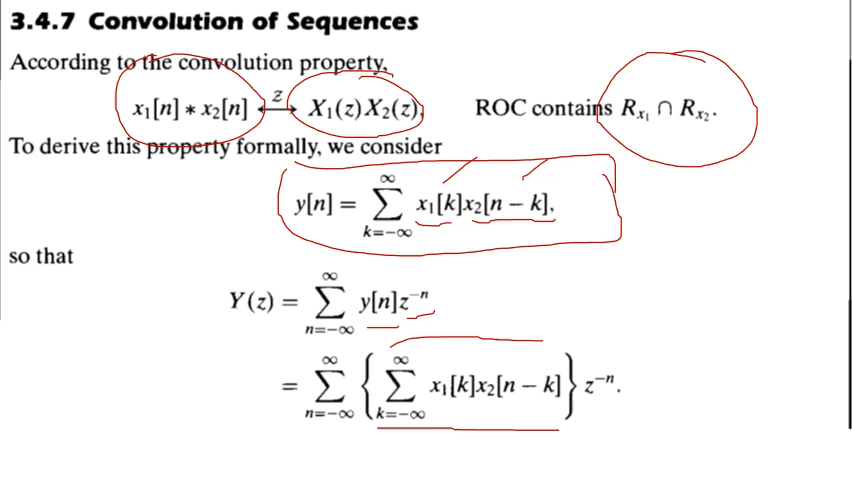 3.4.7 Convolution of Sequences
According to the convolution property,
x₁[n] * x₂[n] ⟷ᶻ X₁(z)X₂(z), ROC contains Rₓ₁ ∩ Rₓ₂.
To derive this property formally, we consider
y[n] = ∑_{k=−∞}^{∞} x₁[k]x₂[n − k],
so that
Y(z) = ∑_{n=−∞}^{∞} y[n]z⁻ⁿ
= ∑_{n=−∞}^{∞} { ∑_{k=−∞}^{∞} x₁[k]x₂[n − k] } z⁻ⁿ.